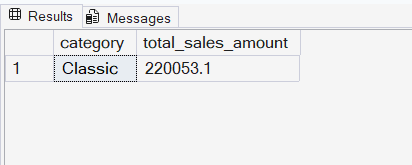 Results Messages
category total_sales_amount
1 Classic 220053.1